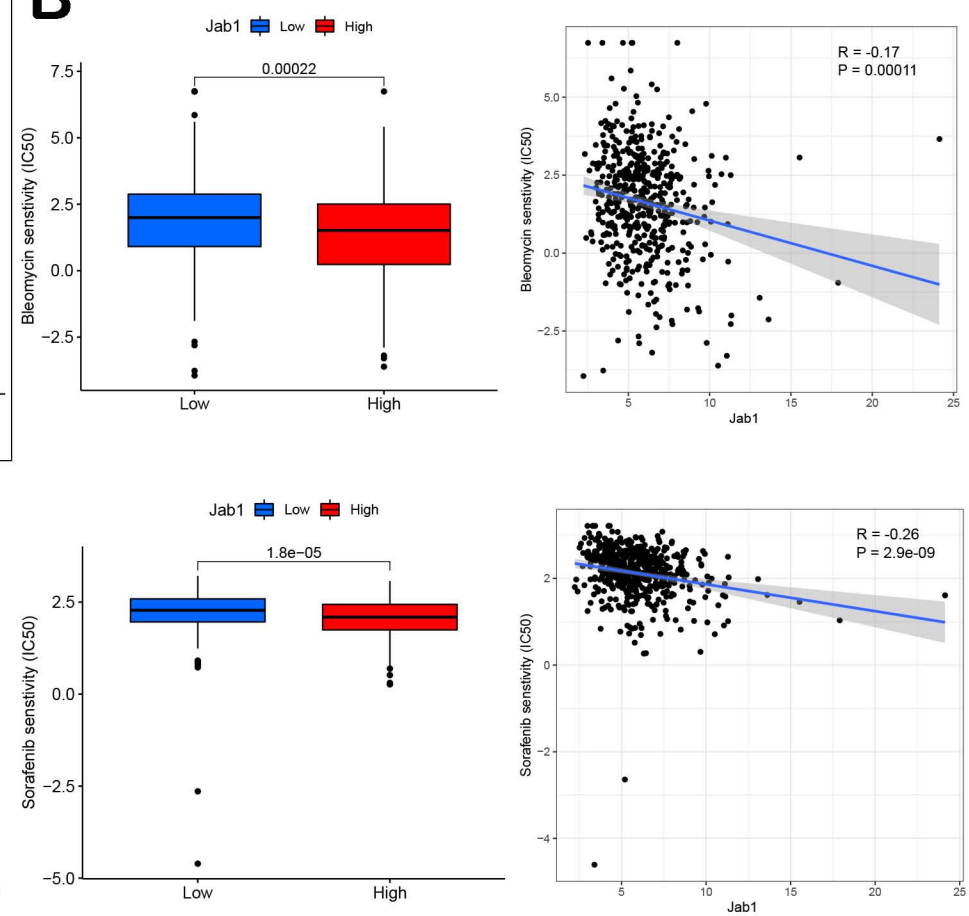 B
Jab1 Low High
0.00022
Bleomycin senstivity (IC50)
7.5
5.0
2.5
0.0
−2.5
Low High
R = -0.17
P = 0.00011
Bleomycin senstivity (IC50)
5.0
2.5
0.0
−2.5
5 10 15 20 25
Jab1
Jab1 Low High
1.8e−05
Sorafenib senstivity (IC50)
2.5
0.0
−2.5
−5.0
Low High
R = -0.26
P = 2.9e-09
Sorafenib senstivity (IC50)
2
0
−2
−4
5 10 15 20 25
Jab1